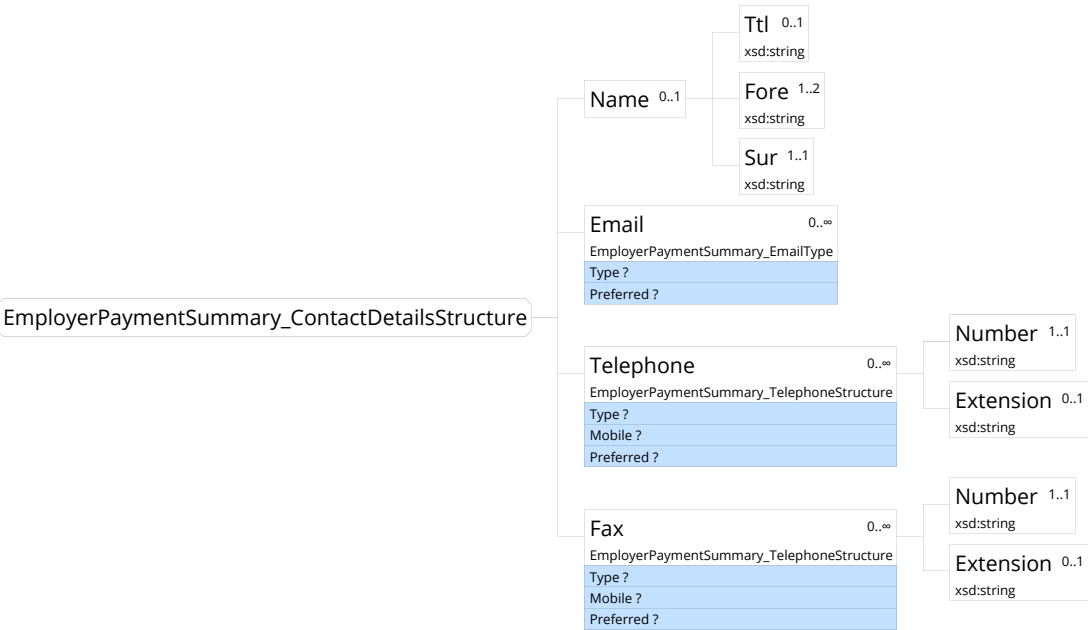 Ttl 0..1
xsd:string
Name 0..1
Fore 1..2
xsd:string
Sur 1..1
xsd:string
Email 0..∞
EmployerPaymentSummary_EmailType
Type ?
Preferred ?
EmployerPaymentSummary_ContactDetailsStructure
Telephone 0..∞
EmployerPaymentSummary_TelephoneStructure
Type ?
Mobile ?
Preferred ?
Number 1..1
xsd:string
Extension 0..1
xsd:string
Fax 0..∞
EmployerPaymentSummary_TelephoneStructure
Type ?
Mobile ?
Preferred ?
Number 1..1
xsd:string
Extension 0..1
xsd:string